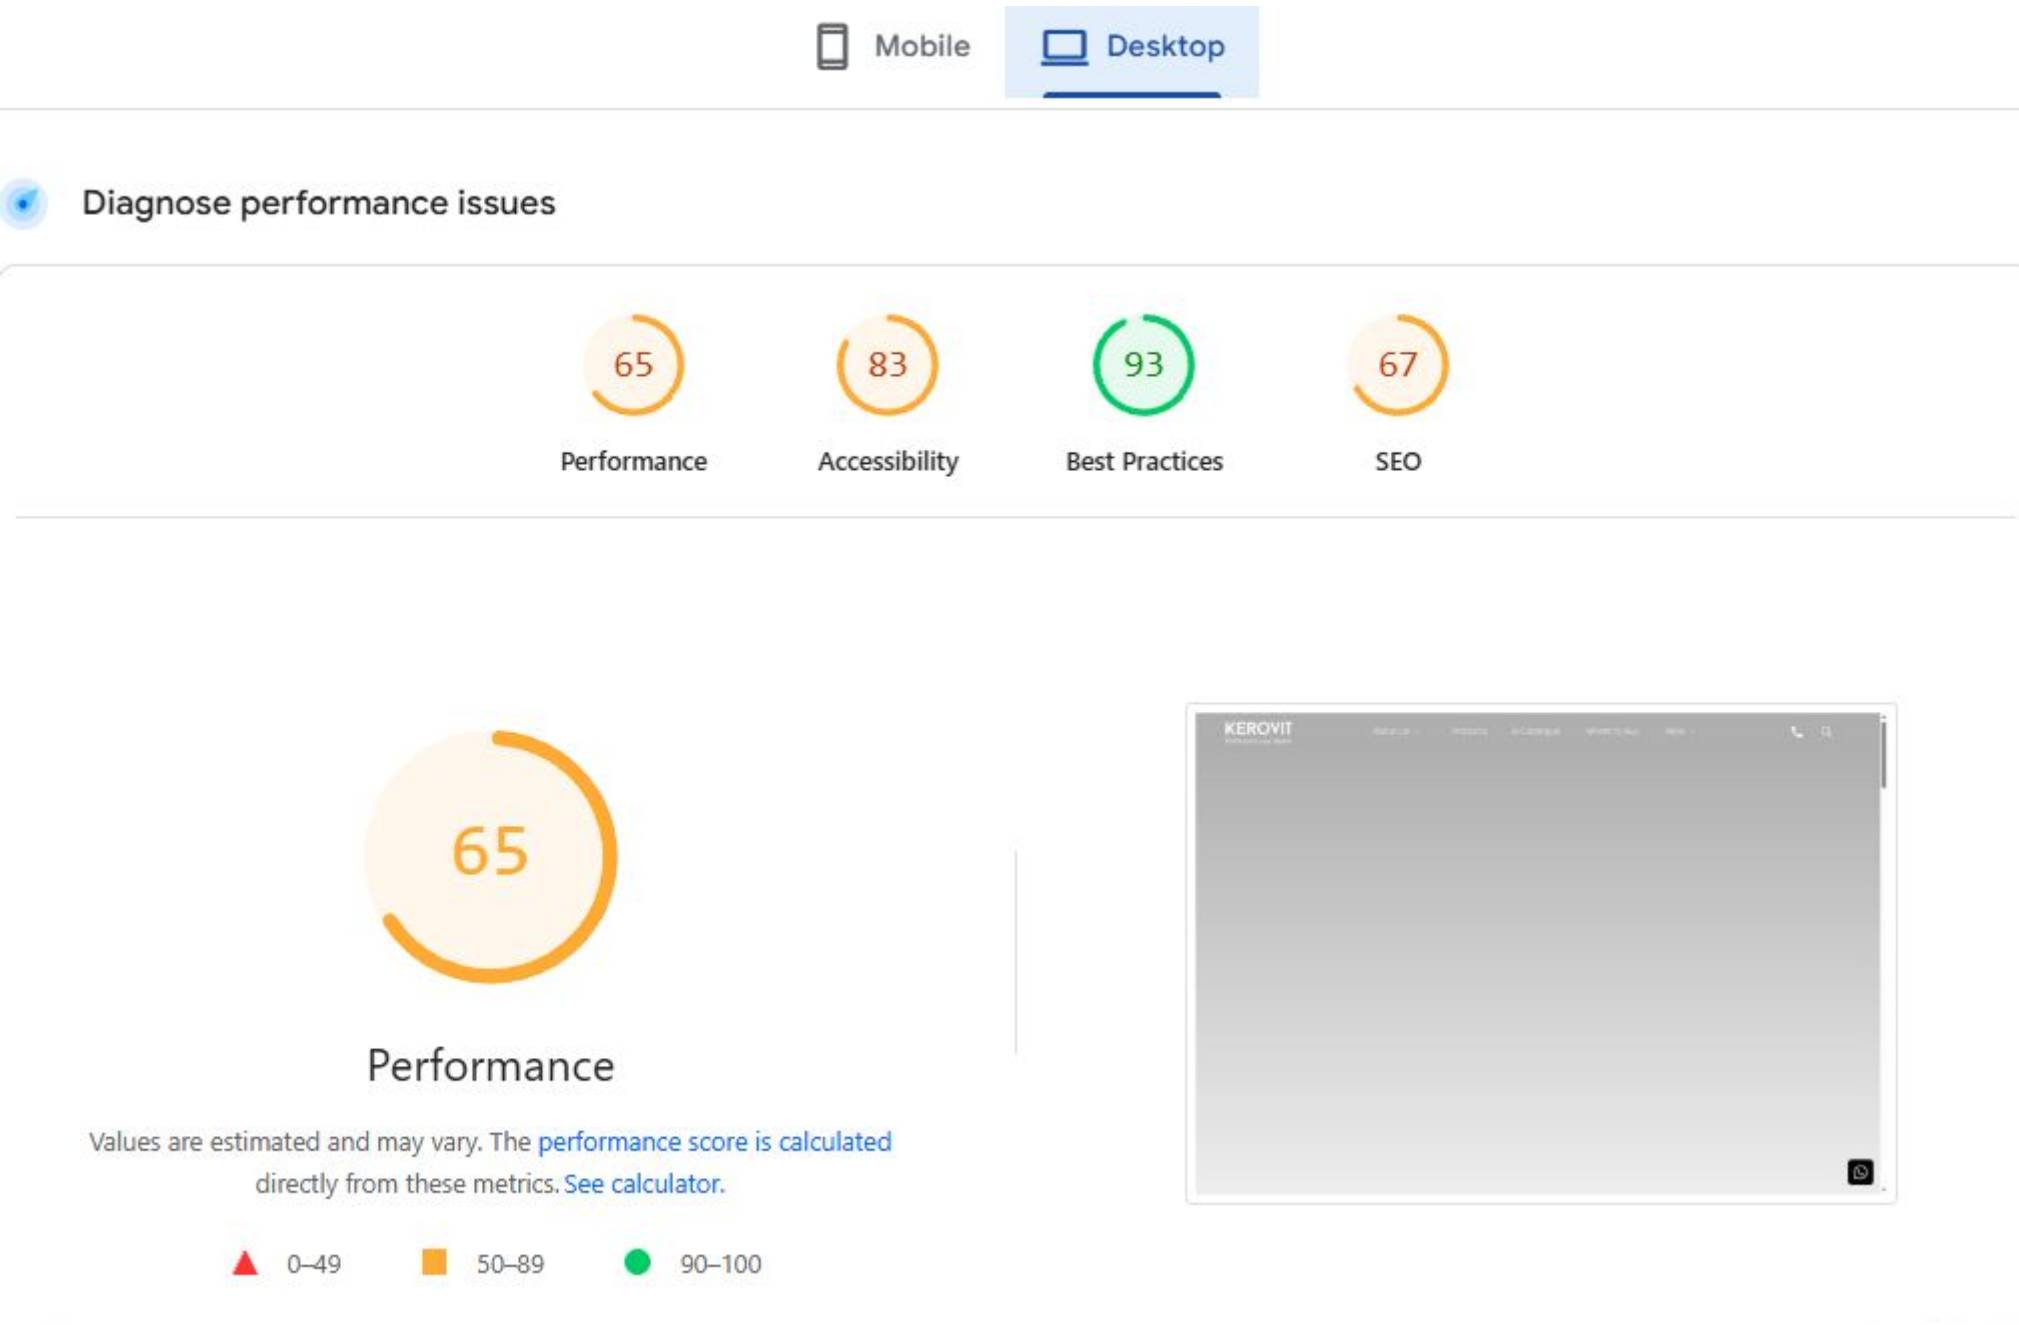 Mobile
Desktop
Diagnose performance issues
65
83
93
67
Performance
Accessibility
Best Practices
SEO
65
Performance
Values are estimated and may vary. The performance score is calculated
directly from these metrics. See calculator.
0–49
50–89
90–100
KEROVIT